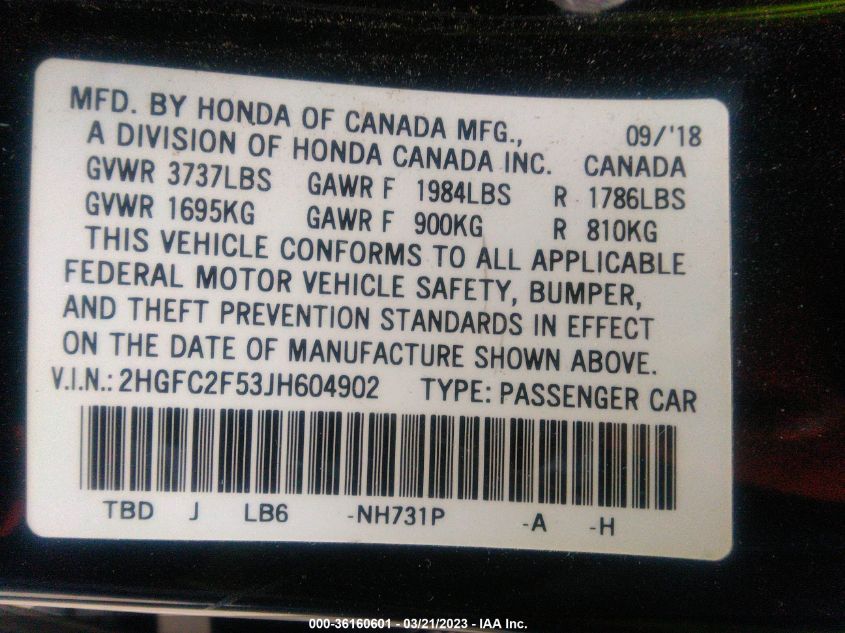 MFD. BY HONDA OF CANADA MFG., 09/'18
A DIVISION OF HONDA CANADA INC. CANADA
GVWR 3737LBS GAWR F 1984LBS R 1786LBS
GVWR 1695KG GAWR F 900KG R 810KG
THIS VEHICLE CONFORMS TO ALL APPLICABLE
FEDERAL MOTOR VEHICLE SAFETY, BUMPER,
AND THEFT PREVENTION STANDARDS IN EFFECT
ON THE DATE OF MANUFACTURE SHOWN ABOVE.
V.I.N.: 2HGFC2F53JH604902 TYPE: PASSENGER CAR
TBD J LB6 -NH731P -A -H
000-36160601 - 03/21/2023 - IAA Inc.